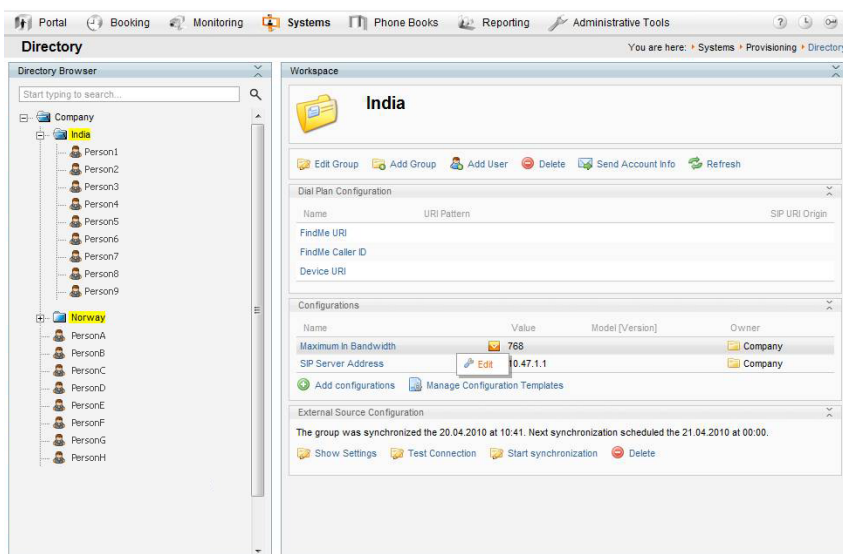 Portal Booking Monitoring Systems Phone Books Reporting Administrative Tools
Directory
You are here: Systems Provisioning Directory
Directory Browser
Start typing to search...
Company
India
Person1
Person2
Person3
Person4
Person5
Person6
Person7
Person8
Person9
Norway
PersonA
PersonB
PersonC
PersonD
PersonE
PersonF
PersonG
PersonH
Workspace
India
Edit Group Add Group Add User Delete Send Account Info Refresh
Dial Plan Configuration
Name URI Pattern SIP URI Origin
FindMe URI
FindMe Caller ID
Device URI
Configurations
Name Value Model [Version] Owner
Maximum In Bandwidth 768 Company
Edit
SIP Server Address 10.47.1.1 Company
Add configurations Manage Configuration Templates
External Source Configuration
The group was synchronized the 20.04.2010 at 10:41. Next synchronization scheduled the 21.04.2010 at 00:00.
Show Settings Test Connection Start synchronization Delete